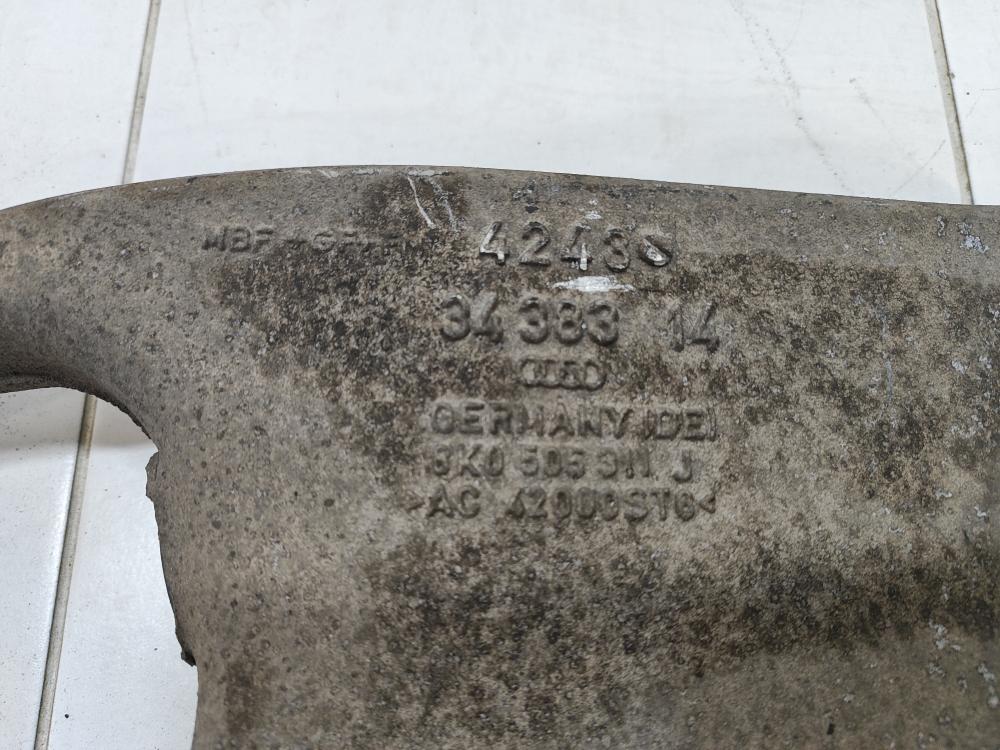 42436
34 383 14
GERMANY (DE)
8K0 505 311 J
>AC 42000ST6<